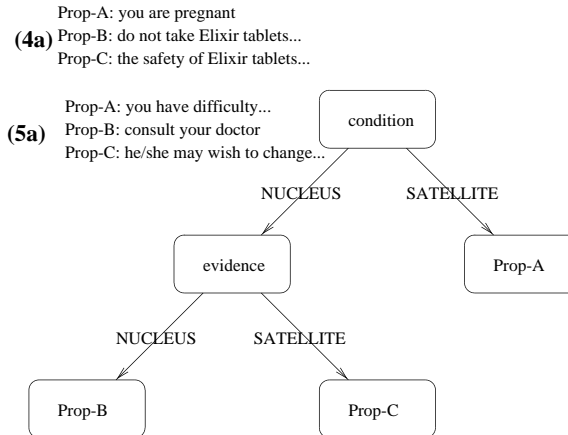 (4a)
Prop-A: you are pregnant
Prop-B: do not take Elixir tablets...
Prop-C: the safety of Elixir tablets...
(5a)
Prop-A: you have difficulty...
Prop-B: consult your doctor
Prop-C: he/she may wish to change...
condition
NUCLEUS
SATELLITE
evidence
Prop-A
NUCLEUS
SATELLITE
Prop-B
Prop-C